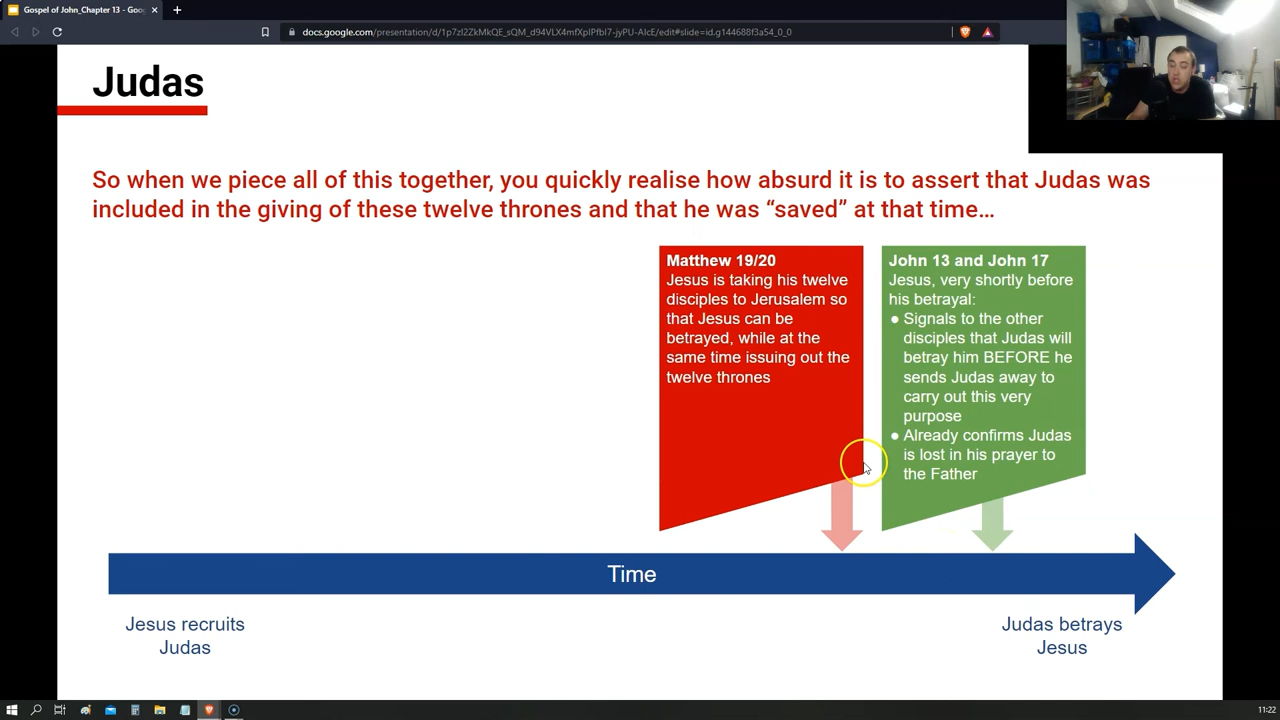 Gospel of John_Chapter 13 - Goo
docs.google.com/presentation/d/1p7zI2ZkMkQE_sQM_d94VLX4mfXpIPfbI7-jyPU-AIcE/edit#slide=id.g144688f3a54_0_0
Judas
So when we piece all of this together, you quickly realise how absurd it is to assert that Judas was
included in the giving of these twelve thrones and that he was “saved” at that time…
Matthew 19/20
Jesus is taking his twelve
disciples to Jerusalem so
that Jesus can be
betrayed, while at the
same time issuing out the
twelve thrones
John 13 and John 17
Jesus, very shortly before
his betrayal:
● Signals to the other
disciples that Judas will
betray him BEFORE he
sends Judas away to
carry out this very
purpose
● Already confirms Judas
is lost in his prayer to
the Father
Time
Jesus recruits
Judas
Judas betrays
Jesus
11:22